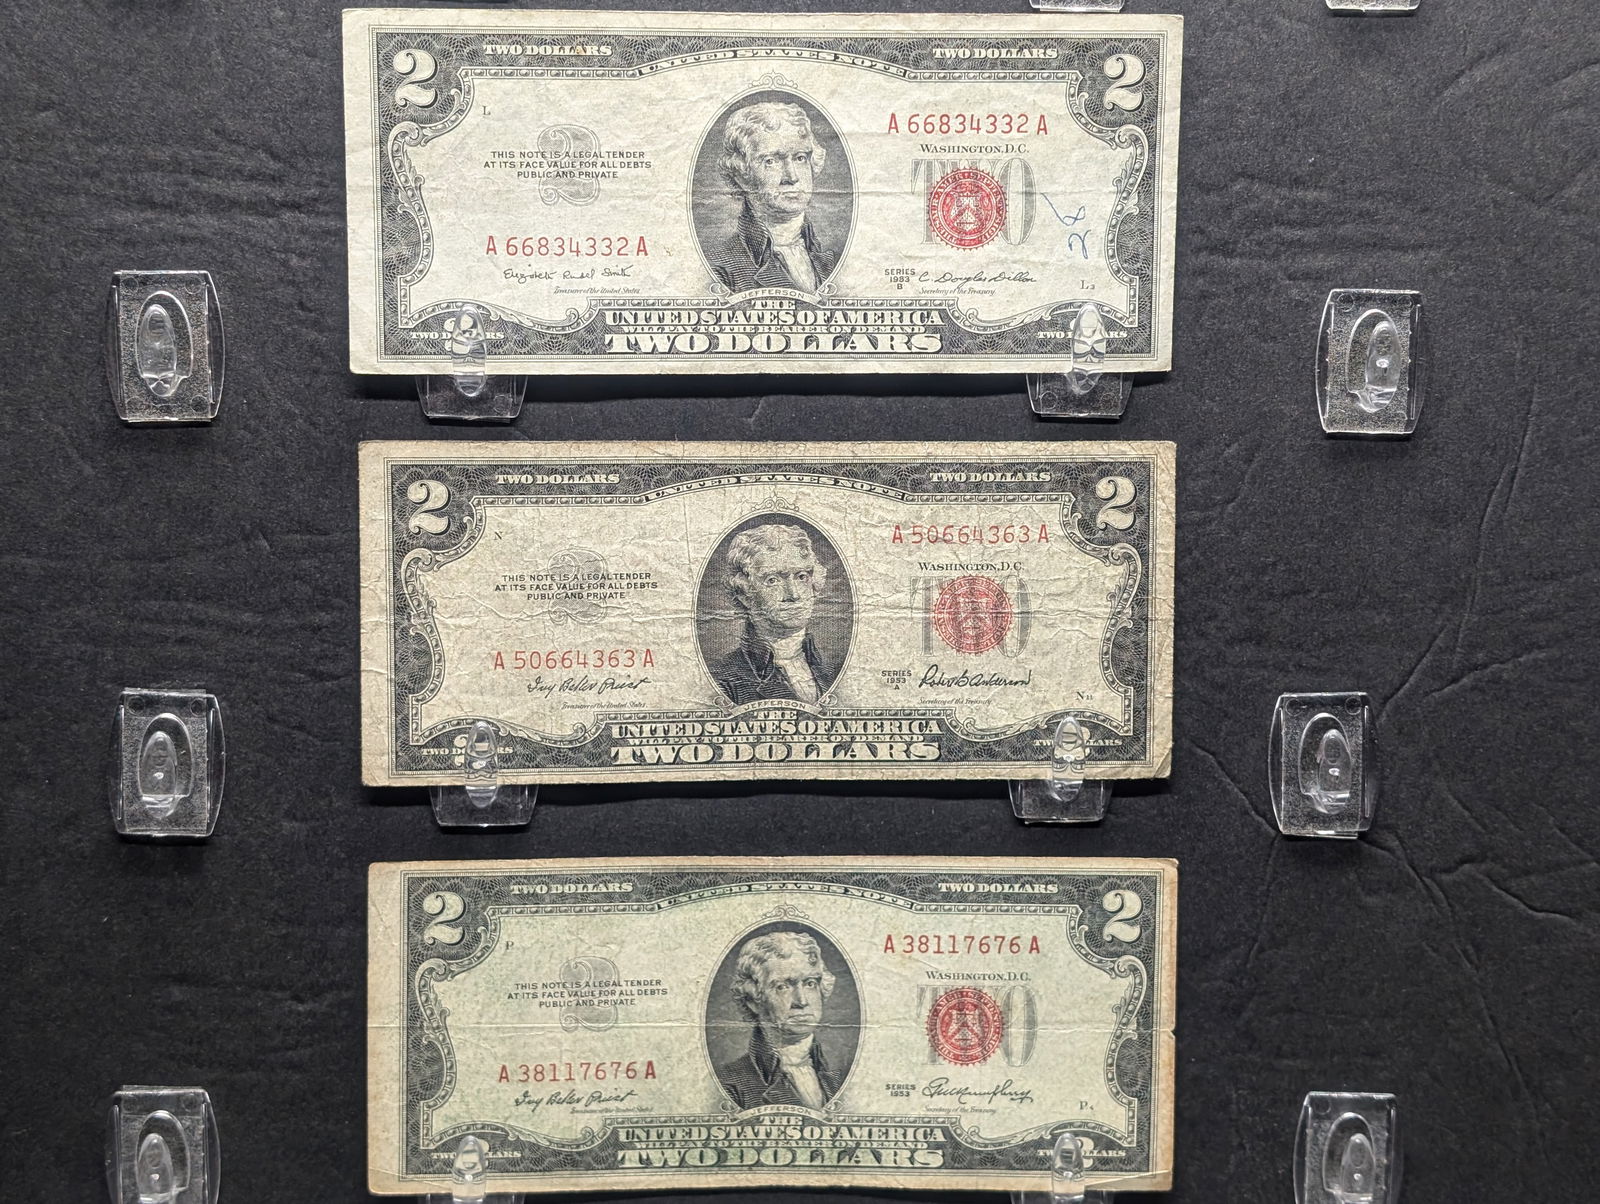 2 TWO DOLLARS UNITED STATES NOTE TWO DOLLARS 2
L
A 66834332 A
WASHINGTON, D.C.
THIS NOTE IS A LEGAL TENDER
AT ITS FACE VALUE FOR ALL DEBTS
PUBLIC AND PRIVATE
2
TWO
28
A 66834332 A
Elizabeth Rudel Smith
Treasurer of the United States.
SERIES
1953
B
C. Douglas Dillon
Secretary of the Treasury.
JEFFERSON
THE
UNITED STATES OF AMERICA
WILL PAY TO THE BEARER ON DEMAND
TWO DOLLARS
2 TWO DOLLARS UNITED STATES NOTE TWO DOLLARS 2
N
A 50664363 A
WASHINGTON, D.C.
THIS NOTE IS A LEGAL TENDER
AT ITS FACE VALUE FOR ALL DEBTS
PUBLIC AND PRIVATE
2
TWO
A 50664363 A
Ivy Baker Priest
Treasurer of the United States.
SERIES
1953
A
Robert B. Anderson
Secretary of the Treasury.
JEFFERSON
THE
UNITED STATES OF AMERICA
WILL PAY TO THE BEARER ON DEMAND
TWO DOLLARS
2 TWO DOLLARS UNITED STATES NOTE TWO DOLLARS 2
P
A 38117676 A
WASHINGTON, D.C.
THIS NOTE IS A LEGAL TENDER
AT ITS FACE VALUE FOR ALL DEBTS
PUBLIC AND PRIVATE
2
TWO
A 38117676 A
Ivy Baker Priest
Treasurer of the United States.
SERIES
1953
G.M. Humphrey
Secretary of the Treasury
JEFFERSON
THE
UNITED STATES OF AMERICA
WILL PAY TO THE BEARER ON DEMAND
TWO DOLLARS